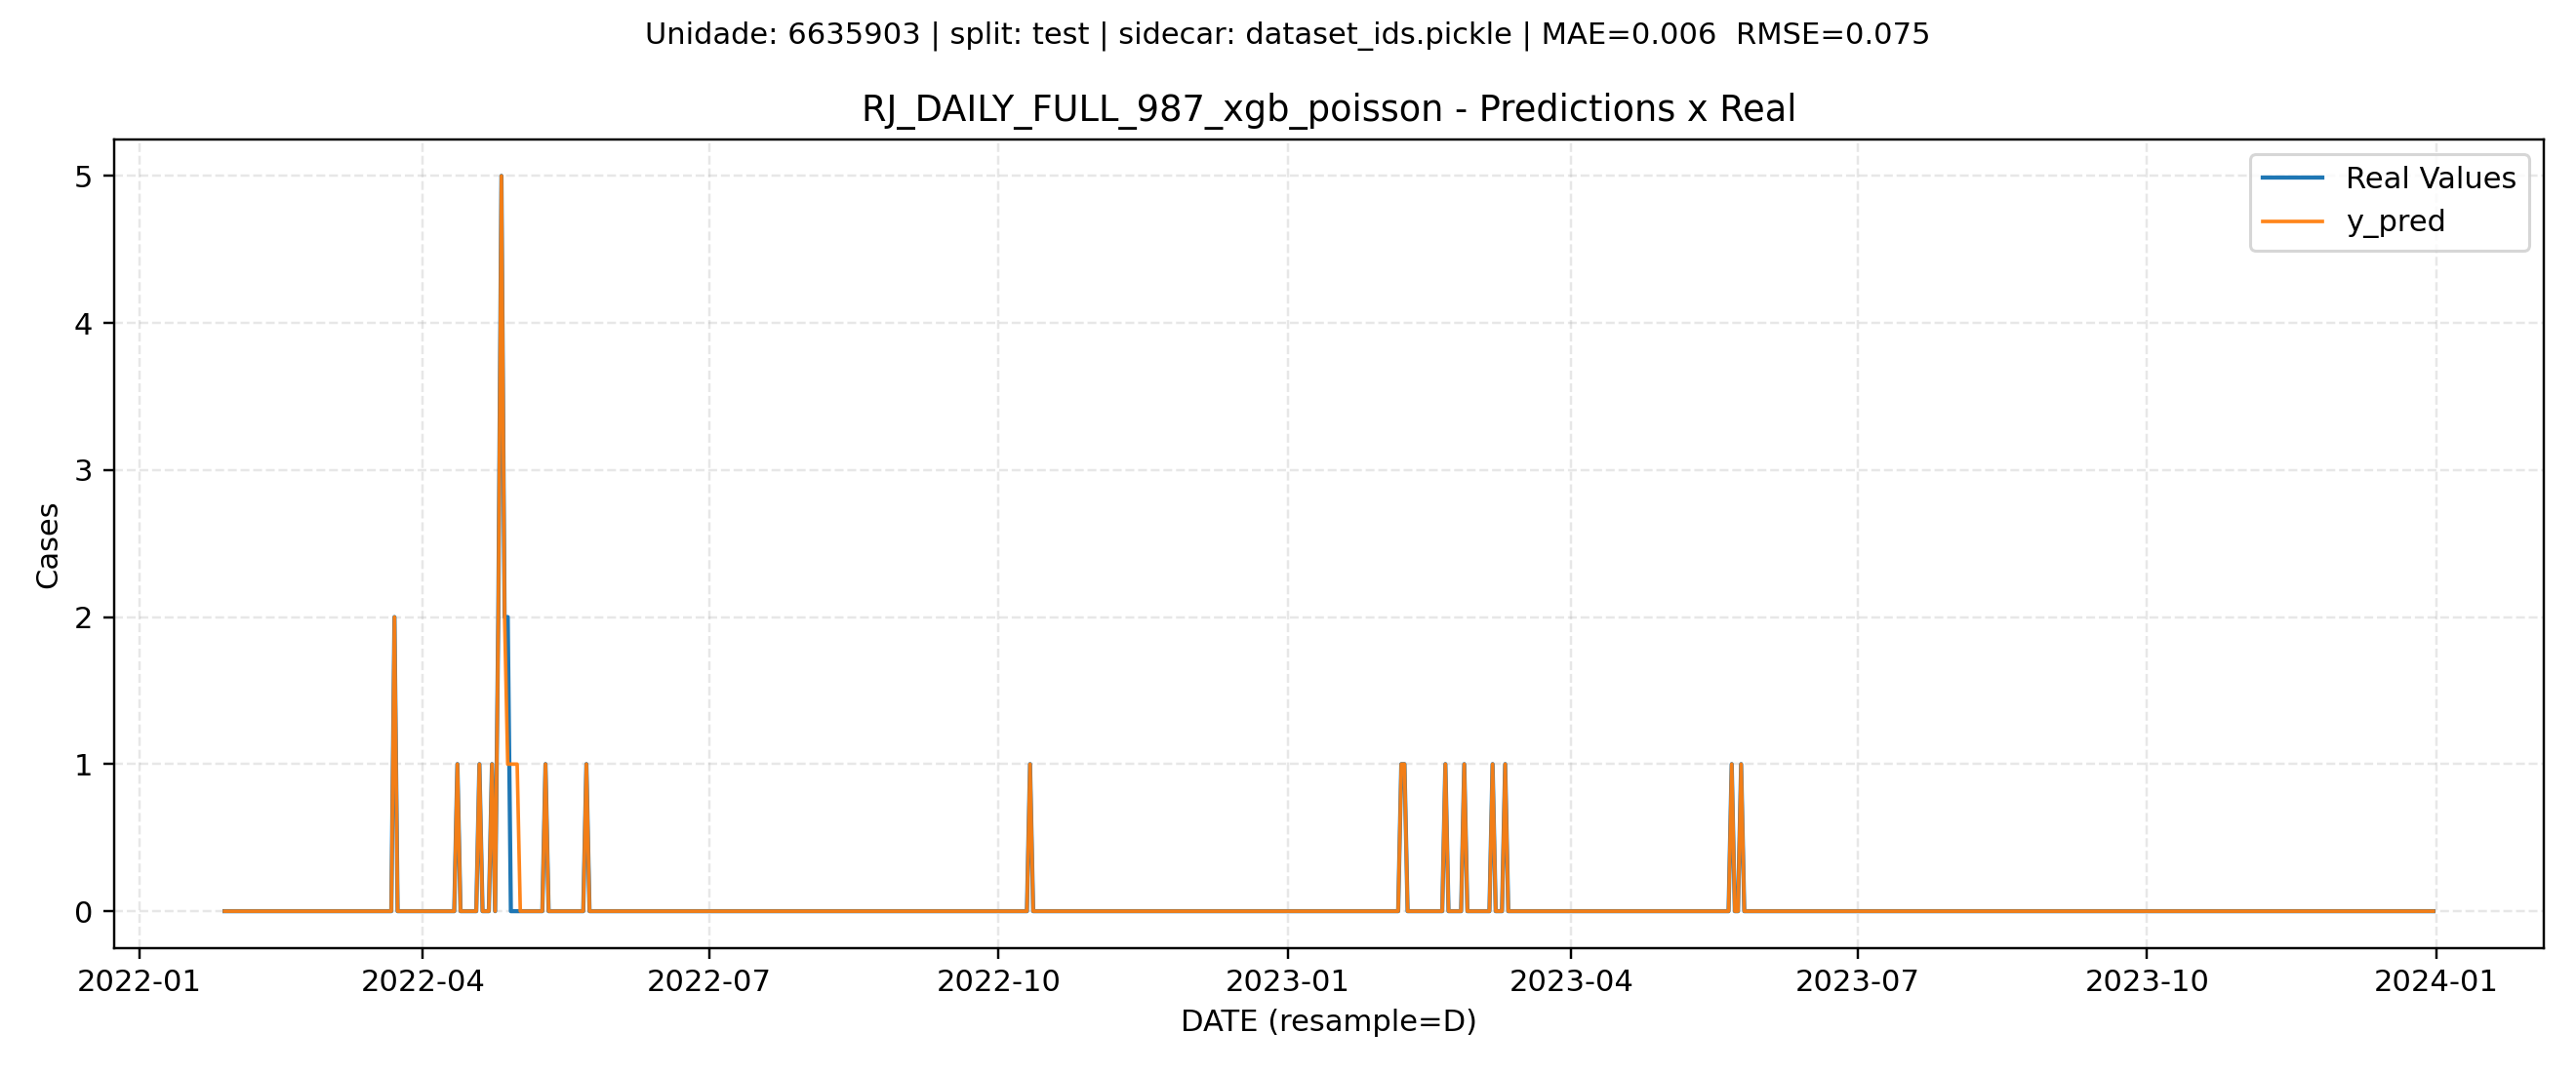 Unidade: 6635903 | split: test | sidecar: dataset_ids.pickle | MAE=0.006  RMSE=0.075
RJ_DAILY_FULL_987_xgb_poisson - Predictions x Real
Real Values
y_pred
5
4
3
2
1
0
Cases
2022-01
2022-04
2022-07
2022-10
2023-01
2023-04
2023-07
2023-10
2024-01
DATE (resample=D)